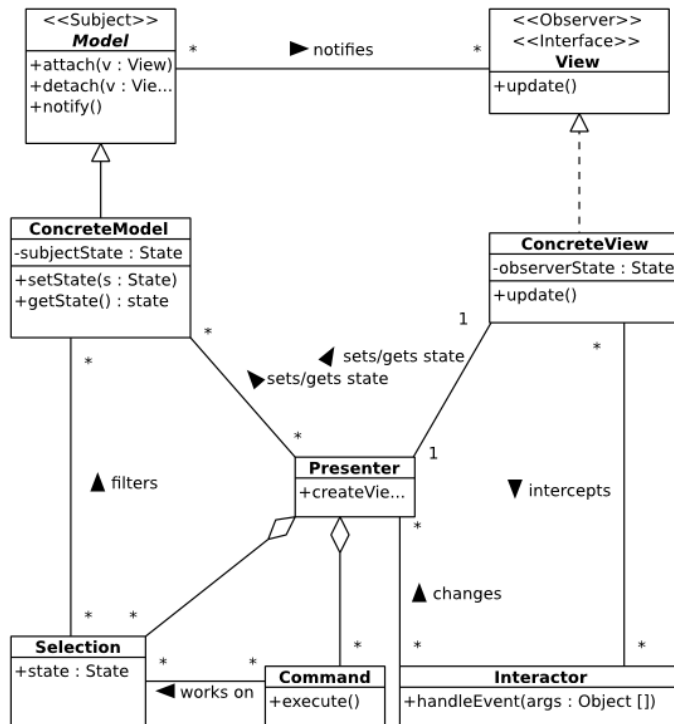 <<Subject>>
Model
+attach(v : View)
+detach(v : Vie...
+notify()
* notifies *
<<Observer>>
<<Interface>>
View
+update()
ConcreteModel
-subjectState : State
+setState(s : State)
+getState() : state
ConcreteView
-observerState : State
+update()
*
*
1
*
sets/gets state
sets/gets state
*
1
Presenter
+createVie...
filters
intercepts
*
changes
*
*
*
*
*
Selection
+state : State
*
*
works on
Command
+execute()
Interactor
+handleEvent(args : Object [])